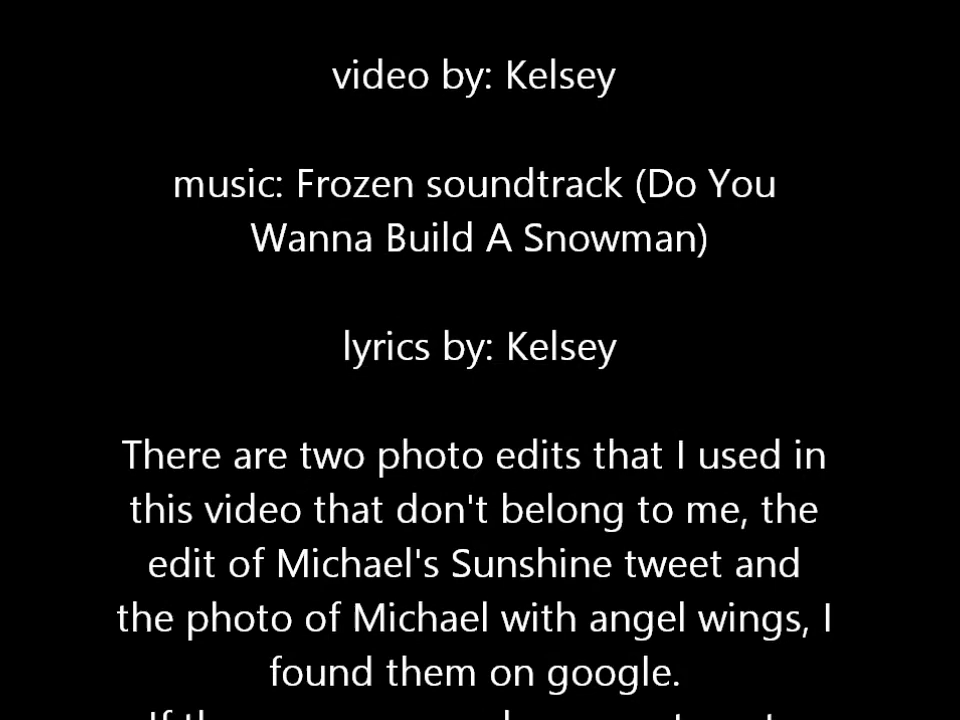 video by: Kelsey
music: Frozen soundtrack (Do You
Wanna Build A Snowman)
lyrics by: Kelsey
There are two photo edits that I used in
this video that don't belong to me, the
edit of Michael's Sunshine tweet and
the photo of Michael with angel wings, I
found them on google.
If